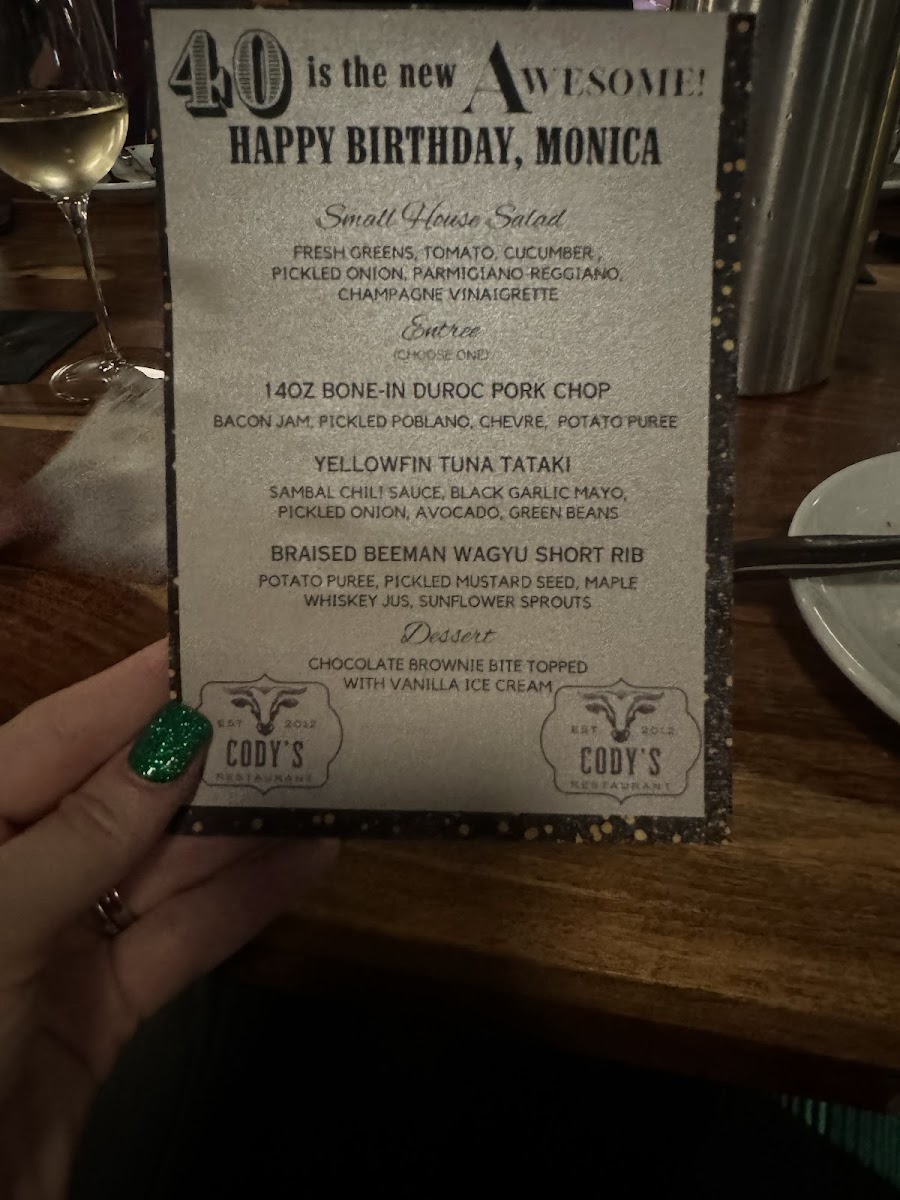 40 is the new AWESOME!
HAPPY BIRTHDAY, MONICA
Small House Salad
FRESH GREENS, TOMATO, CUCUMBER,
PICKLED ONION, PARMIGIANO-REGGIANO,
CHAMPAGNE VINAIGRETTE
Entree
(CHOOSE ONE)
14OZ BONE-IN DUROC PORK CHOP
BACON JAM, PICKLED POBLANO, CHEVRE, POTATO PUREE
YELLOWFIN TUNA TATAKI
SAMBAL CHILI SAUCE, BLACK GARLIC MAYO,
PICKLED ONION, AVOCADO, GREEN BEANS
BRAISED BEEMAN WAGYU SHORT RIB
POTATO PUREE, PICKLED MUSTARD SEED, MAPLE
WHISKEY JUS, SUNFLOWER SPROUTS
Dessert
CHOCOLATE BROWNIE BITE TOPPED
WITH VANILLA ICE CREAM
EST 2012
CODY'S
RESTAURANT
EST 2012
CODY'S
RESTAURANT